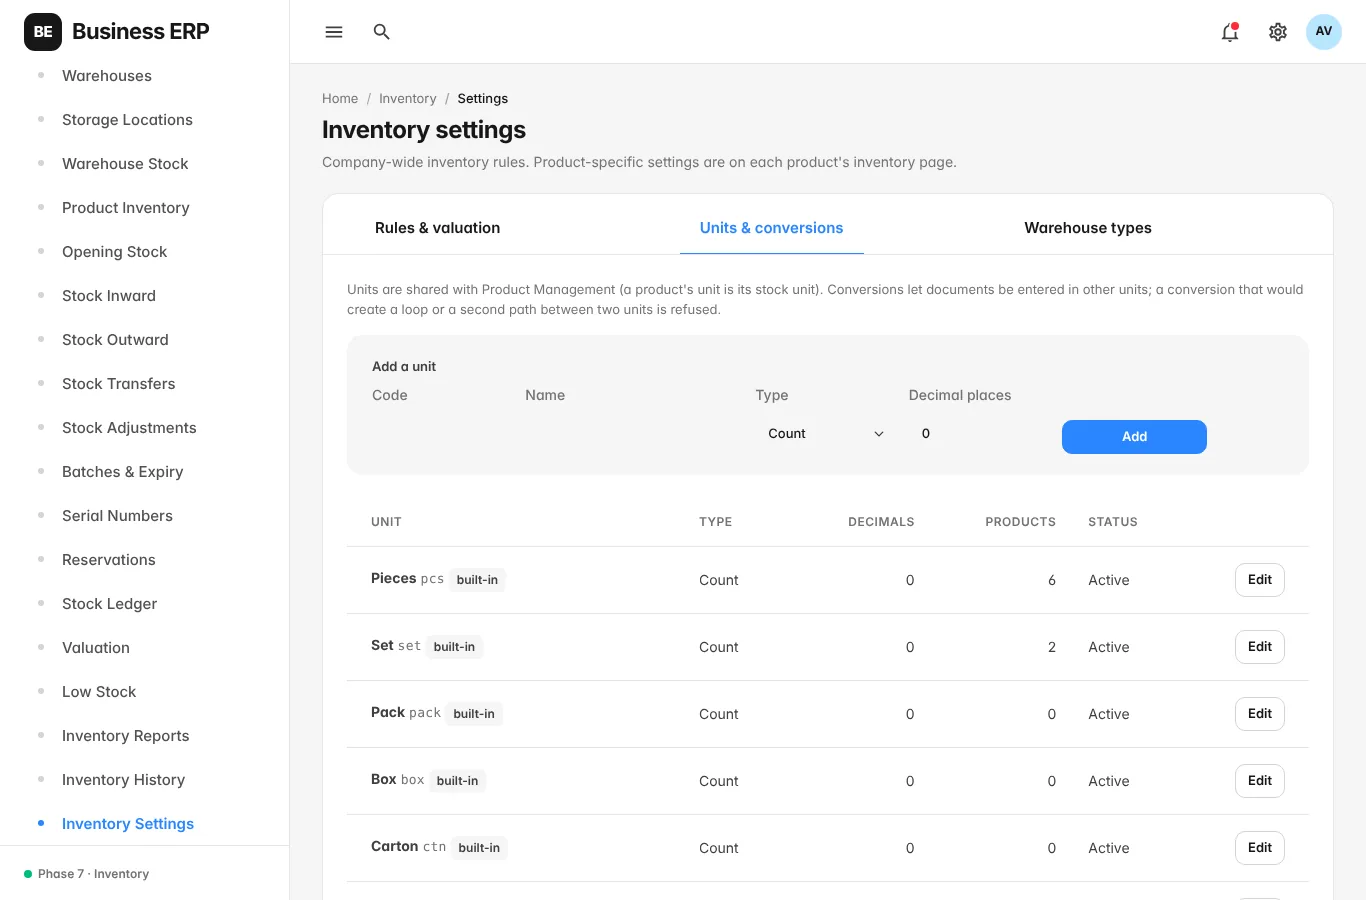 BE Business ERP
AV
Warehouses
Storage Locations
Warehouse Stock
Product Inventory
Opening Stock
Stock Inward
Stock Outward
Stock Transfers
Stock Adjustments
Batches & Expiry
Serial Numbers
Reservations
Stock Ledger
Valuation
Low Stock
Inventory Reports
Inventory History
Inventory Settings
Phase 7 · Inventory
Home / Inventory / Settings
Inventory settings
Company-wide inventory rules. Product-specific settings are on each product's inventory page.
Rules & valuation Units & conversions Warehouse types
Units are shared with Product Management (a product's unit is its stock unit). Conversions let documents be entered in other units; a conversion that would
create a loop or a second path between two units is refused.
Add a unit
Code Name Type Decimal places
Count 0 Add
UNIT TYPE DECIMALS PRODUCTS STATUS
Pieces pcs built-in Count 0 6 Active Edit
Set set built-in Count 0 2 Active Edit
Pack pack built-in Count 0 0 Active Edit
Box box built-in Count 0 0 Active Edit
Carton ctn built-in Count 0 0 Active Edit